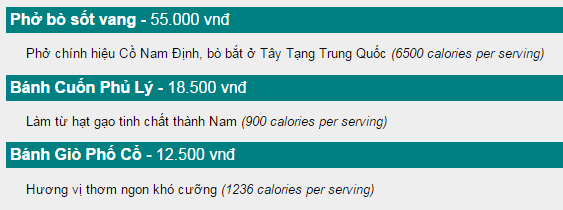 Phở bò sốt vang - 55.000 vnđ
Phở chính hiệu Cồ Nam Định, bò bắt ở Tây Tạng Trung Quốc (6500 calories per serving)
Bánh Cuốn Phủ Lý - 18.500 vnđ
Làm từ hạt gạo tinh chất thành Nam (900 calories per serving)
Bánh Giò Phố Cổ - 12.500 vnđ
Hương vị thơm ngon khó cưỡng (1236 calories per serving)